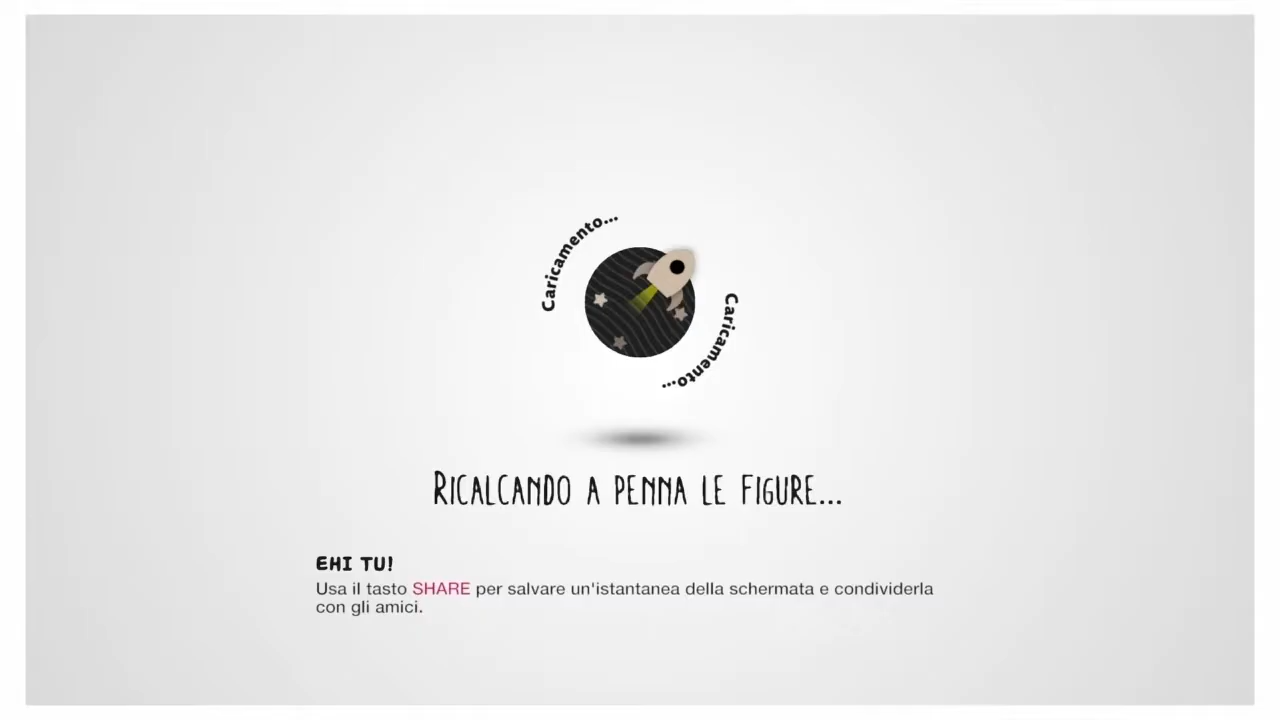 Caricamento...
Caricamento...
RICALCANDO A PENNA LE FIGURE...
EHI TU!
Usa il tasto SHARE per salvare un'istantanea della schermata e condividerla
con gli amici.